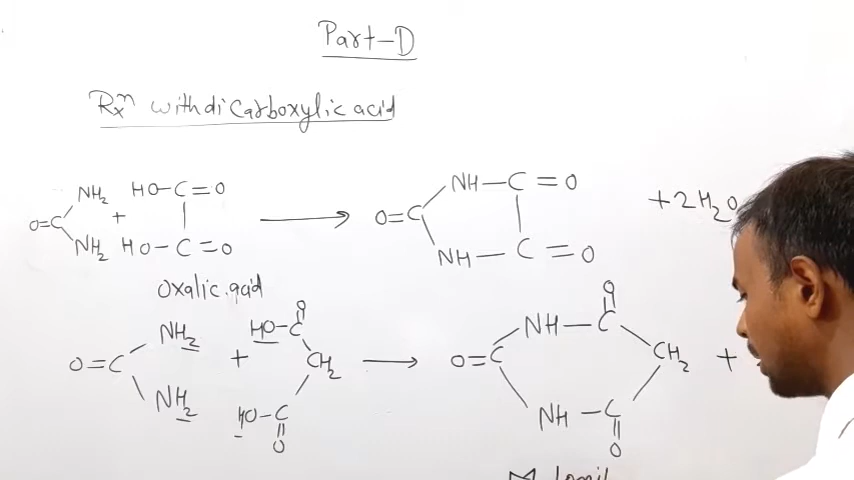 Part-D
Rxn with dicarboxylic acid
O=C NH2 NH2 + HO-C=O HO-C=O → O=C NH-C=O NH-C=O +2H2O
Oxalic acid
O=C NH2 NH2 + HO-C=O CH2 HO-C=O → O=C NH-C=O CH2 NH-C=O +